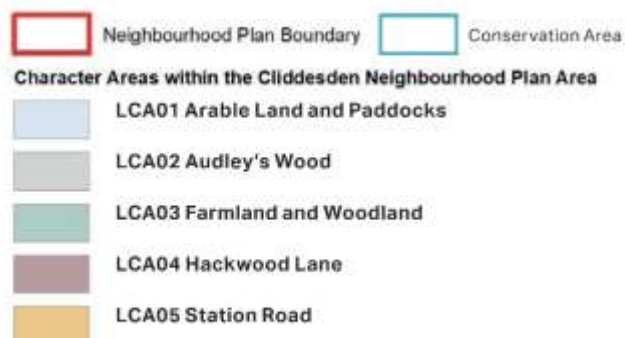 Neighbourhood Plan Boundary Conservation Area
Character Areas within the Cliddesden Neighbourhood Plan Area
LCA01 Arable Land and Paddocks
LCA02 Audley's Wood
LCA03 Farmland and Woodland
LCA04 Hackwood Lane
LCA05 Station Road